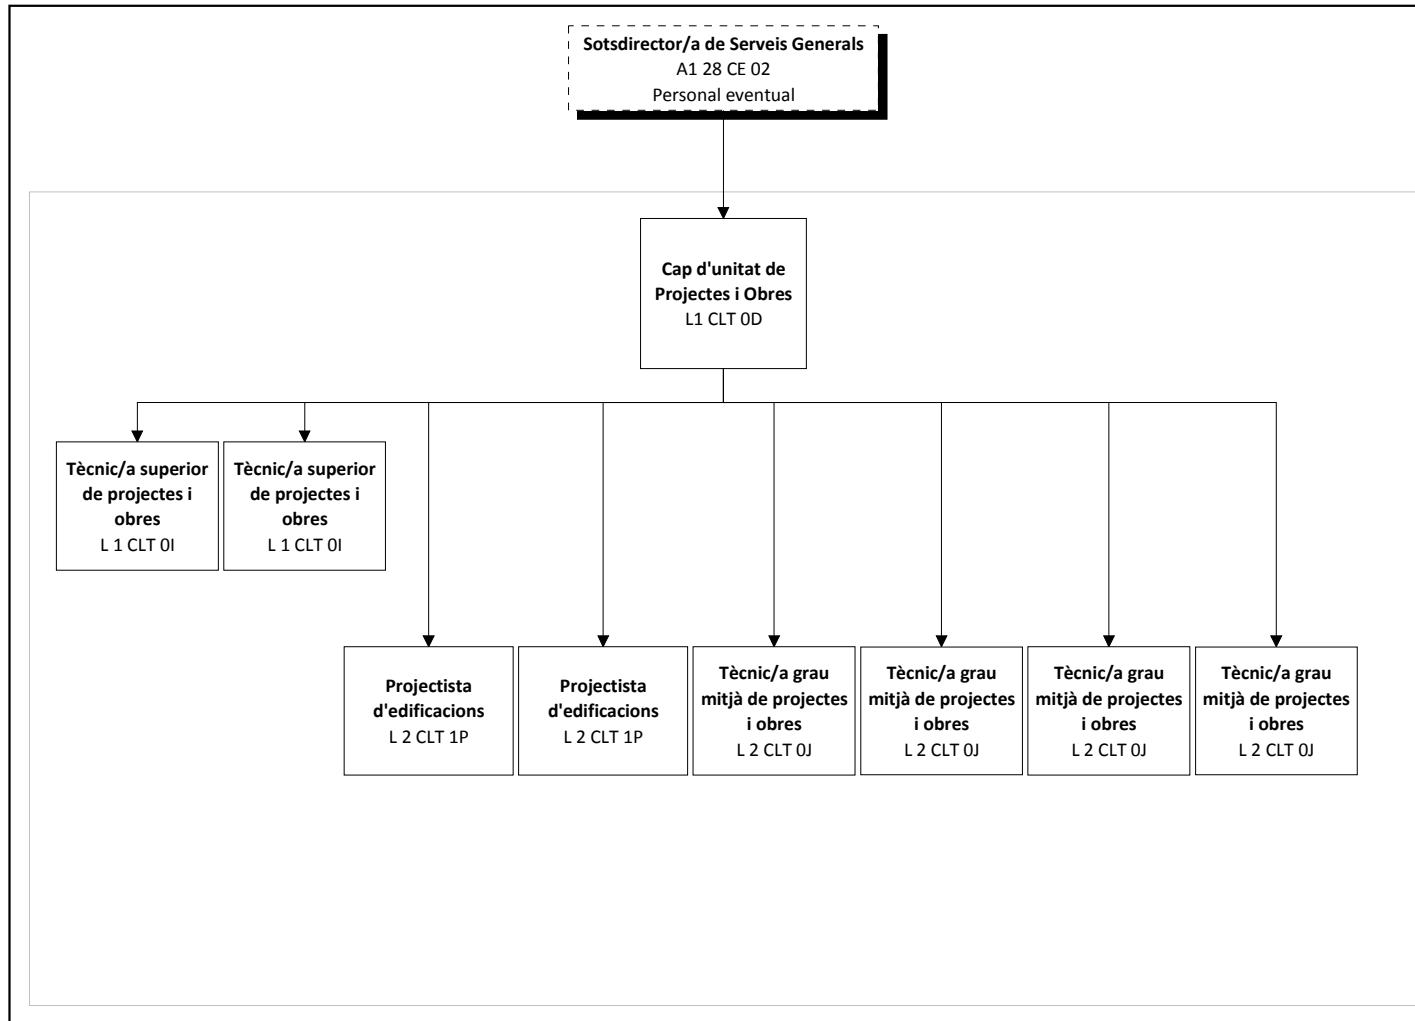 Sotsdirector/a de Serveis Generals
A1 28 CE 02
Personal eventual
Cap d'unitat de
Projectes i Obres
L1 CLT 0D
Tècnic/a superior
de projectes i
obres
L 1 CLT 0I
Tècnic/a superior
de projectes i
obres
L 1 CLT 0I
Projectista
d'edificacions
L 2 CLT 1P
Projectista
d'edificacions
L 2 CLT 1P
Tècnic/a grau
mitjà de projectes
i obres
L 2 CLT 0J
Tècnic/a grau
mitjà de projectes
i obres
L 2 CLT 0J
Tècnic/a grau
mitjà de projectes
i obres
L 2 CLT 0J
Tècnic/a grau
mitjà de projectes
i obres
L 2 CLT 0J